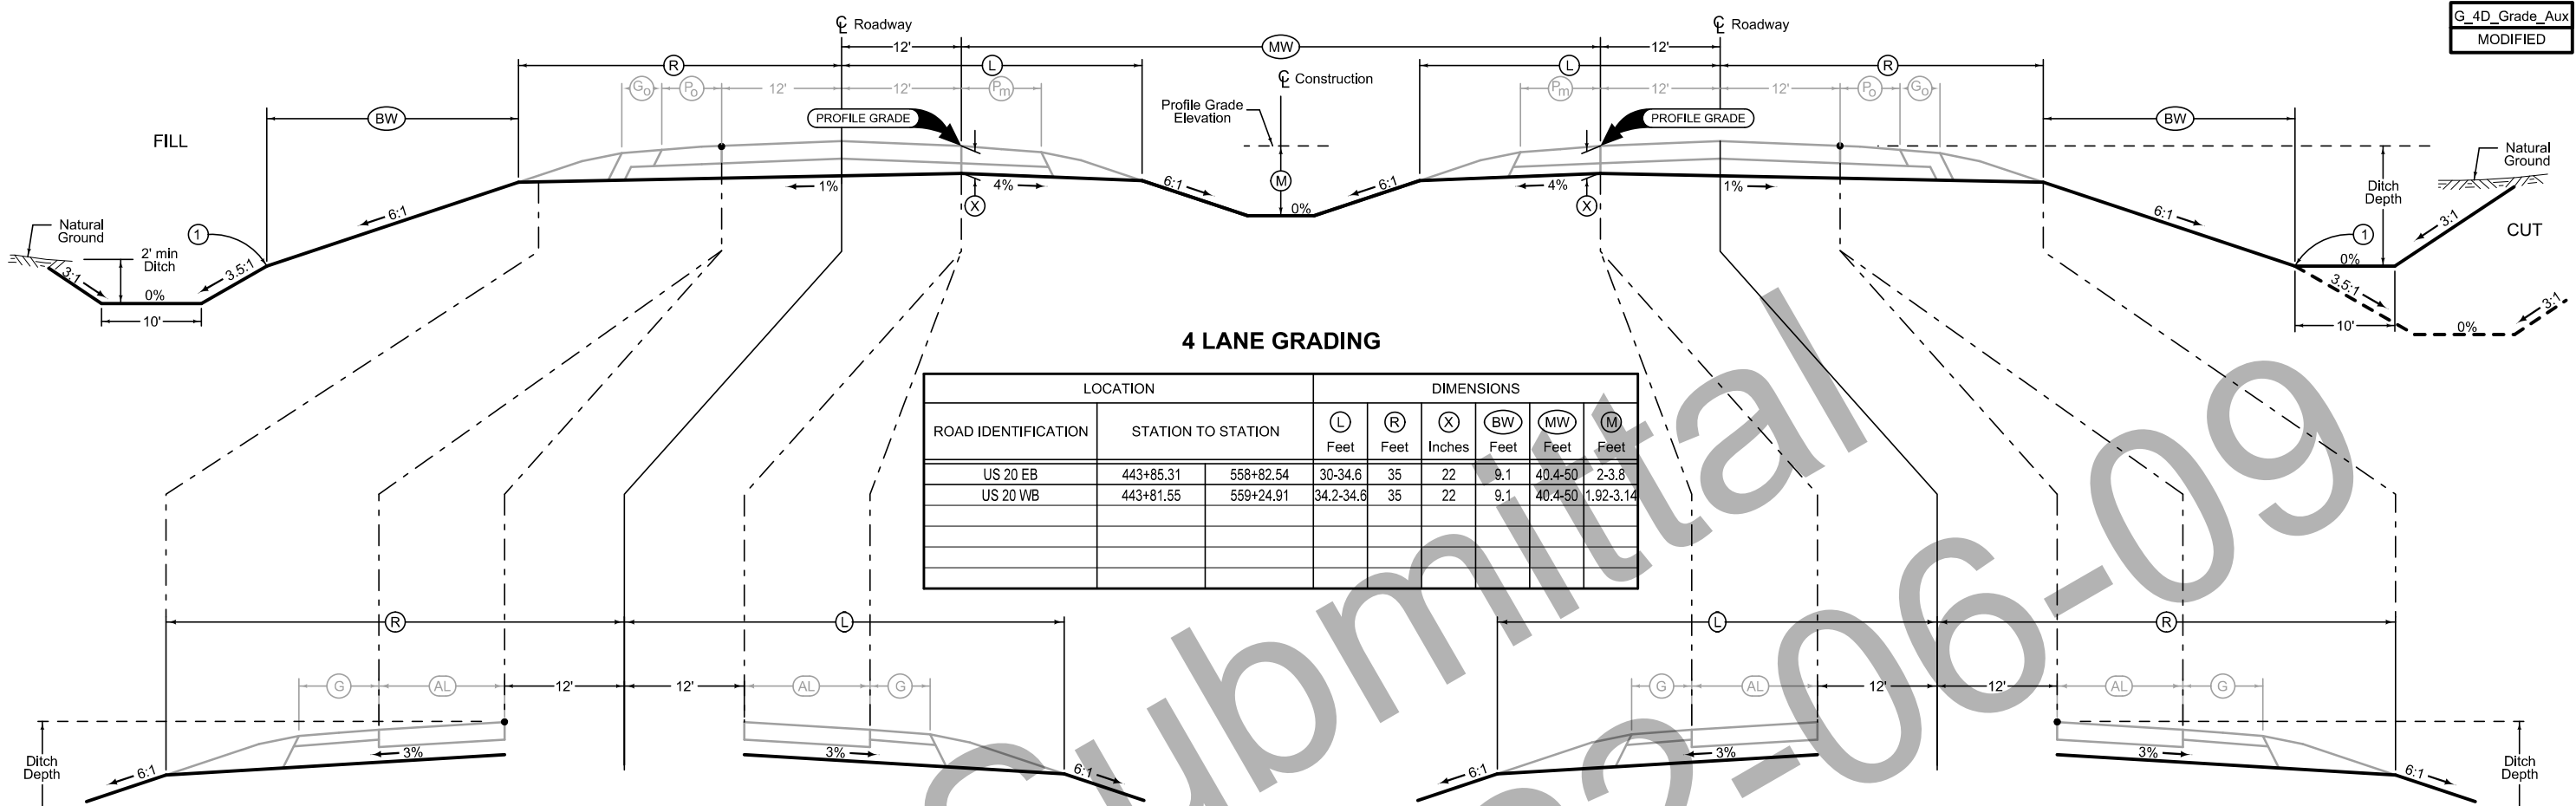 G_4D_Grade_Aux
MODIFIED
℄ Roadway
℄ Roadway
12' MW 12'
R L L R
℄ Construction
Go Po 12' 12' Pm Pm 12' 12' Po Go
Profile Grade
Elevation
BW PROFILE GRADE PROFILE GRADE BW
FILL
Natural
Ground
M
Ditch
Depth
1% 4% 6:1 0% 6:1 4% 1%
X X
6:1 6:1
Natural
Ground
1
2' min
Ditch
3:1 3.5:1
0%
10'
3:1
CUT
1
0%
3.5:1
10'
0%
3:1
4 LANE GRADING
LOCATION DIMENSIONS
ROAD IDENTIFICATION STATION TO STATION L R X BW MW M
Feet Feet Inches Feet Feet Feet
US 20 EB 443+85.31 558+82.54 30-34.6 35 22 9.1 40.4-50 2-3.8
US 20 WB 443+81.55 559+24.91 34.2-34.6 35 22 9.1 40.4-50 1.92-3.14
R L L R
G AL 12' 12' AL G G AL 12' 12' AL G
3% 3% 3% 3%
Ditch
Depth
6:1 6:1 6:1 6:1
Ditch
Depth
Submittal
2-06-09